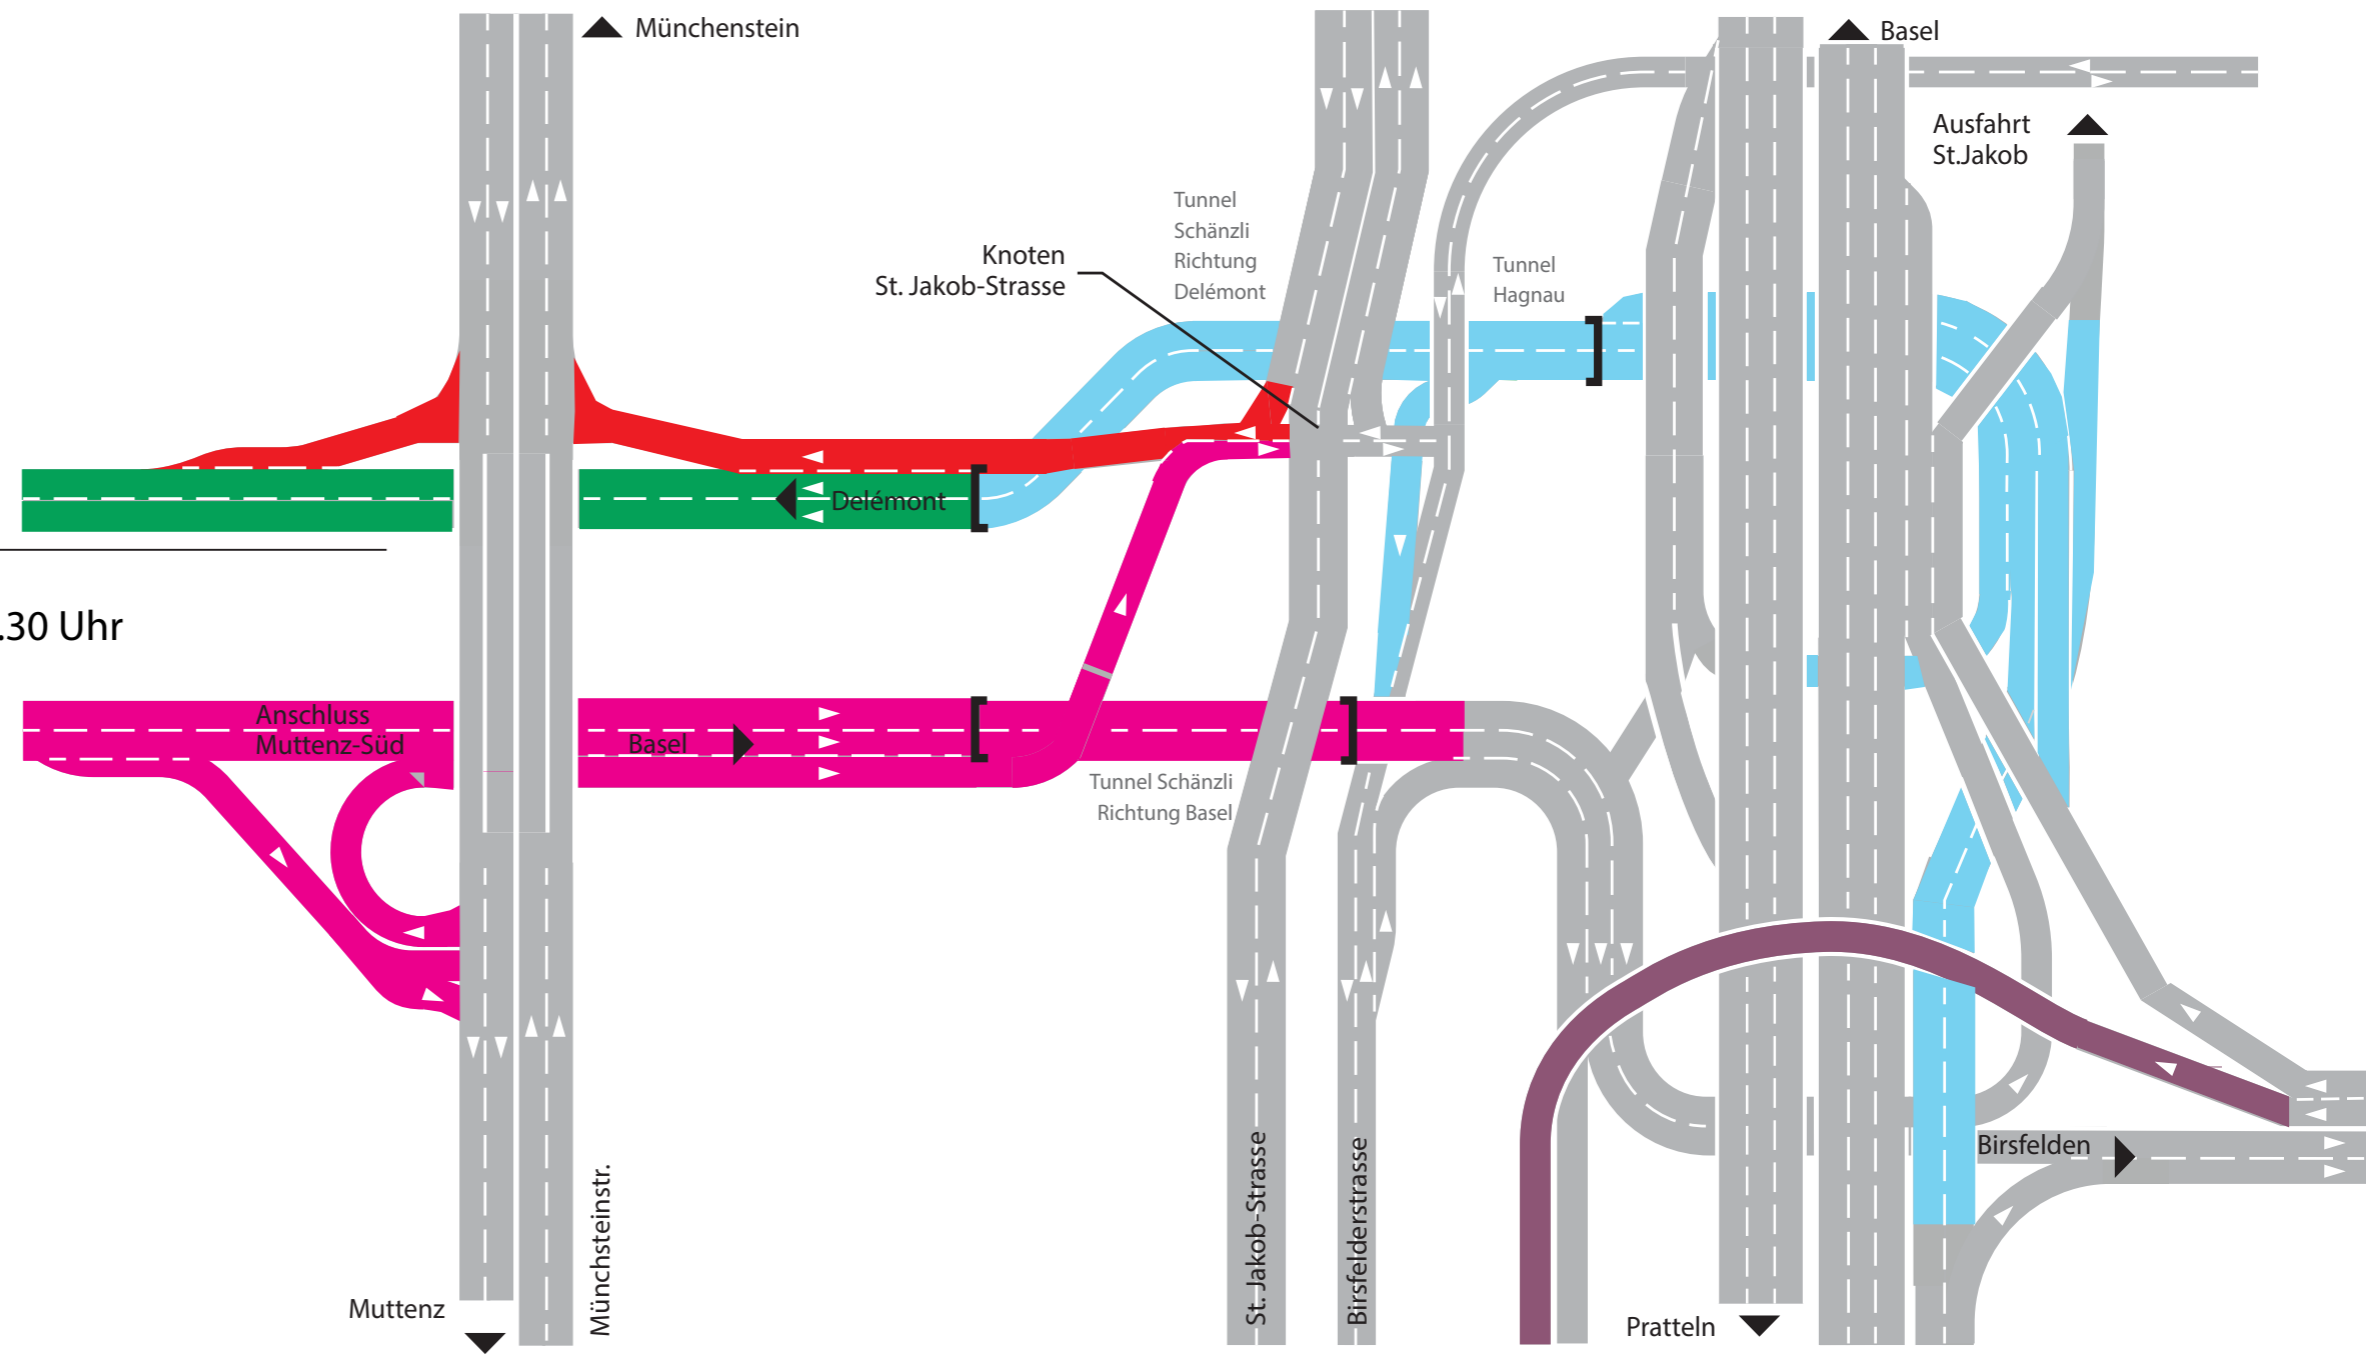 Münchenstein
Basel
Ausfahrt
St.Jakob
Tunnel
Schänzli
Richtung
Delémont
Knoten
St. Jakob-Strasse
Tunnel
Hagnau
Delémont
.30 Uhr
Anschluss
Muttenz-Süd
Basel
Tunnel Schänzli
Richtung Basel
Birsfelden
St. Jakob-Strasse
Birsfelderstrasse
Münchsteinstr.
Muttenz
Pratteln